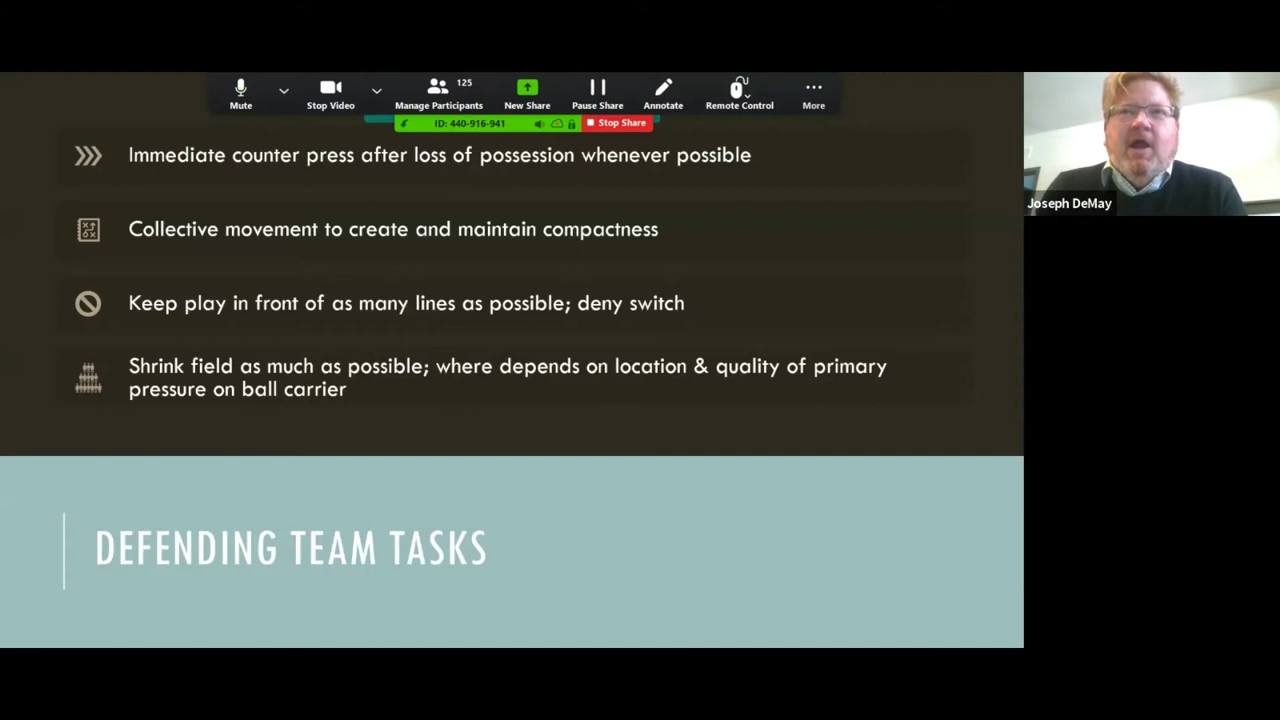 125
Mute
Stop Video
Manage Participants
New Share
Pause Share
Annotate
Remote Control
More
ID: 440-916-941
Stop Share
Immediate counter press after loss of possession whenever possible
Collective movement to create and maintain compactness
Keep play in front of as many lines as possible; deny switch
Shrink field as much as possible; where depends on location & quality of primary
pressure on ball carrier
DEFENDING TEAM TASKS
Joseph DeMay